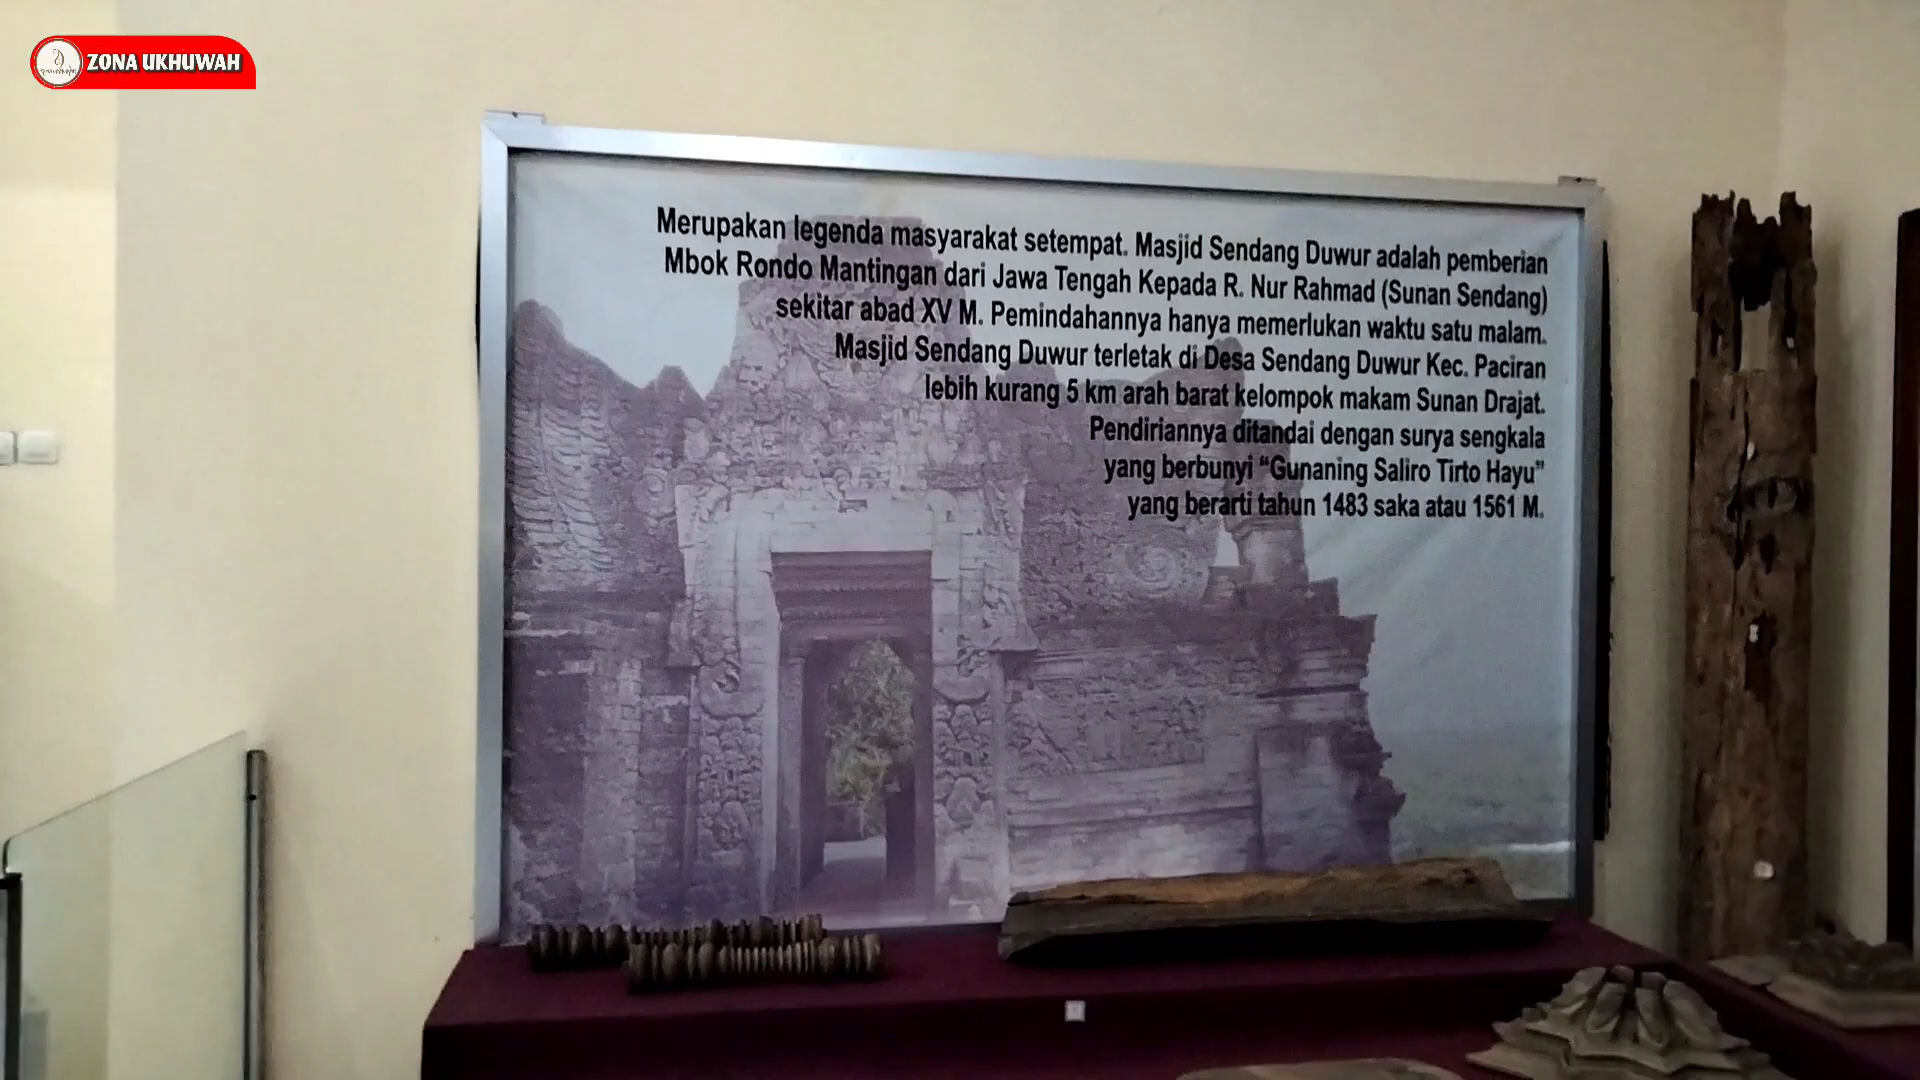 ZONA UKHUWAH
Merupakan legenda masyarakat setempat. Masjid Sendang Duwur adalah pemberian
Mbok Rondo Mantingan dari Jawa Tengah Kepada R. Nur Rahmad (Sunan Sendang)
sekitar abad XV M. Pemindahannya hanya memerlukan waktu satu malam.
Masjid Sendang Duwur terletak di Desa Sendang Duwur Kec. Paciran
lebih kurang 5 km arah barat kelompok makam Sunan Drajat.
Pendiriannya ditandai dengan surya sengkala
yang berbunyi “Gunaning Saliro Tirto Hayu”
yang berarti tahun 1483 saka atau 1561 M.